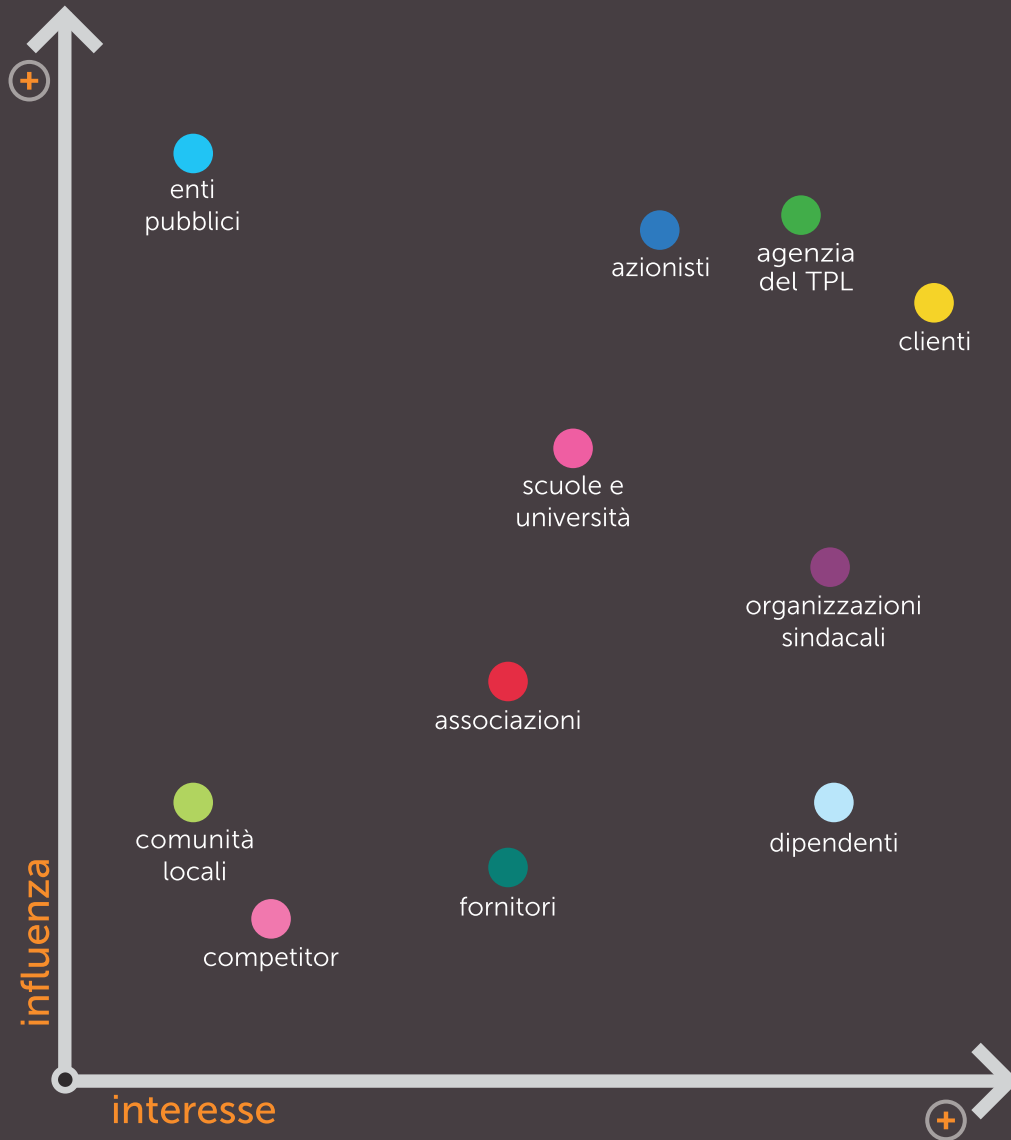 +
enti
pubblici
azionisti
agenzia
del TPL
clienti
scuole e
università
organizzazioni
sindacali
associazioni
comunità
locali
dipendenti
fornitori
competitor
influenza
interesse
+